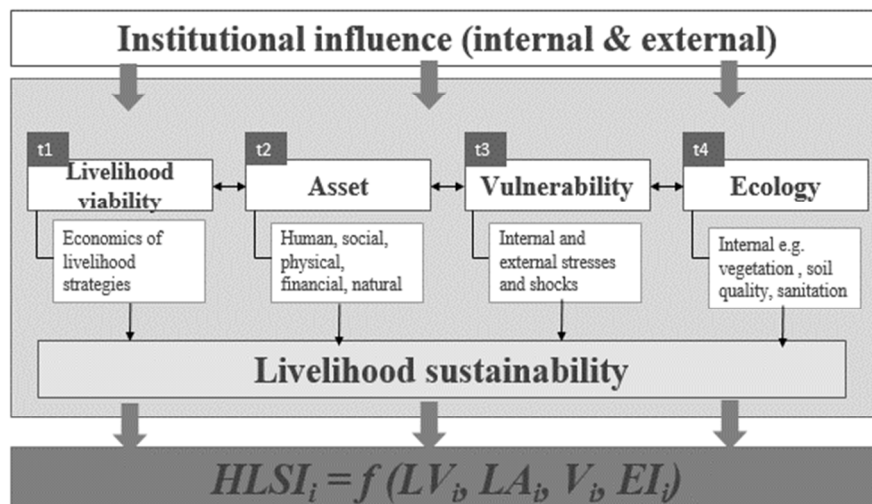 Institutional influence (internal & external)
t1
Livelihood
viability
Economics of
livelihood
strategies
t2
Asset
Human, social,
physical,
financial, natural
t3
Vulnerability
Internal and
external stresses
and shocks
t4
Ecology
Internal e.g.
vegetation , soil
quality, sanitation
Livelihood sustainability
HLSIᵢ = f (LVᵢ, LAᵢ, Vᵢ, EIᵢ)